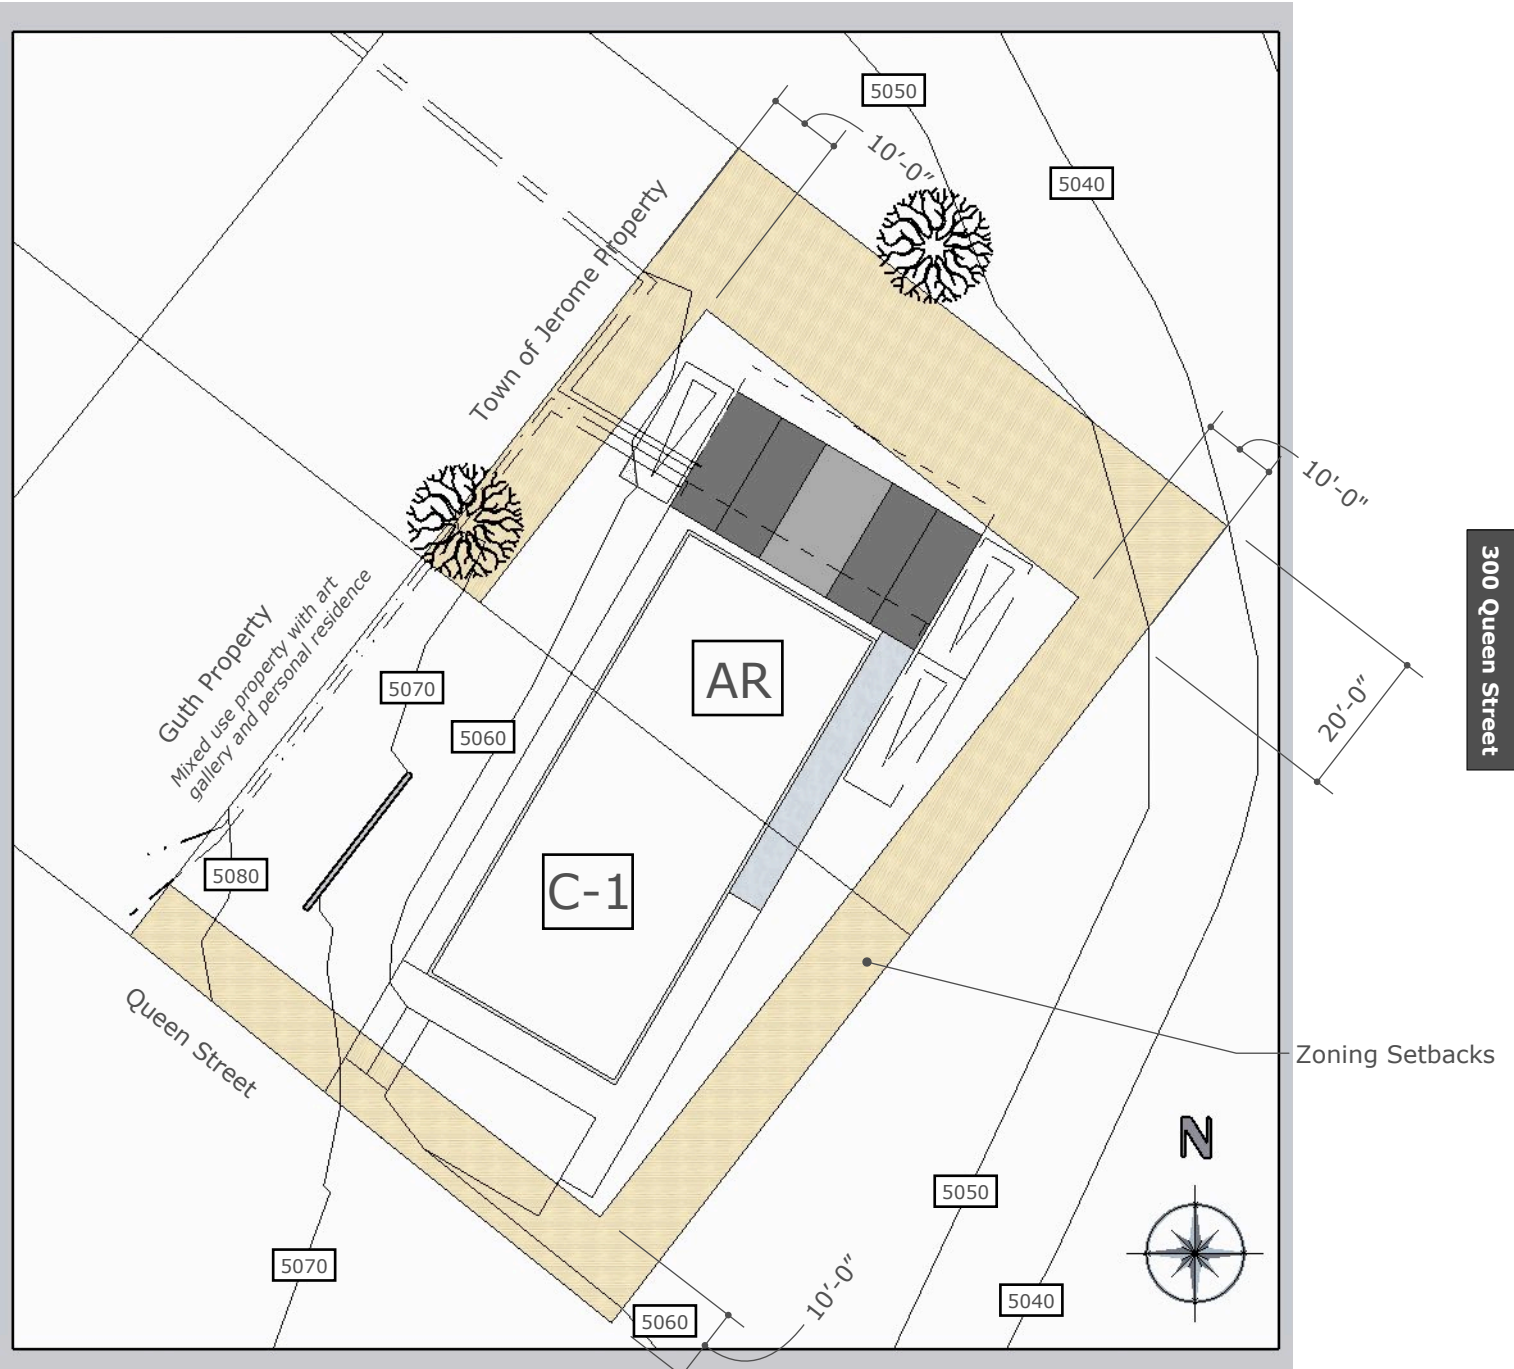 5050
10′-0″
5040
Town of Jerome Property
10′-0″
300 Queen Street
Guth Property
Mixed use property with art
gallery and personal residence
5070
5060
AR
20′-0″
5080
C-1
Queen Street
Zoning Setbacks
N
5050
5070
5060
10′-0″
5040